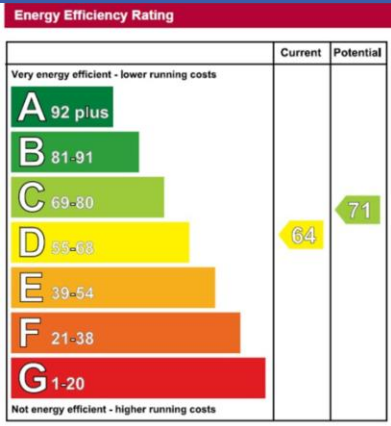 Energy Efficiency Rating
Current Potential
Very energy efficient - lower running costs
A 92 plus
B 81-91
C 69-80
71
D 55-68
64
E 39-54
F 21-38
G 1-20
Not energy efficient - higher running costs